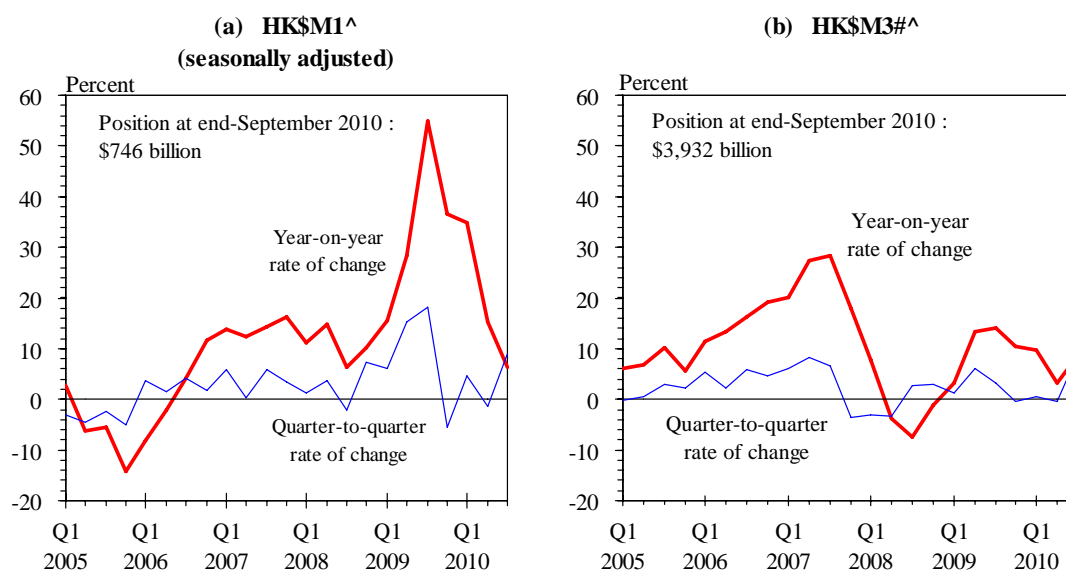 (a) HK$M1^
(seasonally adjusted)
Percent
60
50
40
30
20
10
0
-10
-20
Position at end-September 2010 :
$746 billion
Year-on-year
rate of change
Quarter-to-quarter
rate of change
Q1 Q1 Q1 Q1 Q1 Q1
2005 2006 2007 2008 2009 2010
(b) HK$M3#^
Percent
60
50
40
30
20
10
0
-10
-20
Position at end-September 2010 :
$3,932 billion
Year-on-year
rate of change
Quarter-to-quarter
rate of change
Q1 Q1 Q1 Q1 Q1 Q1
2005 2006 2007 2008 2009 2010